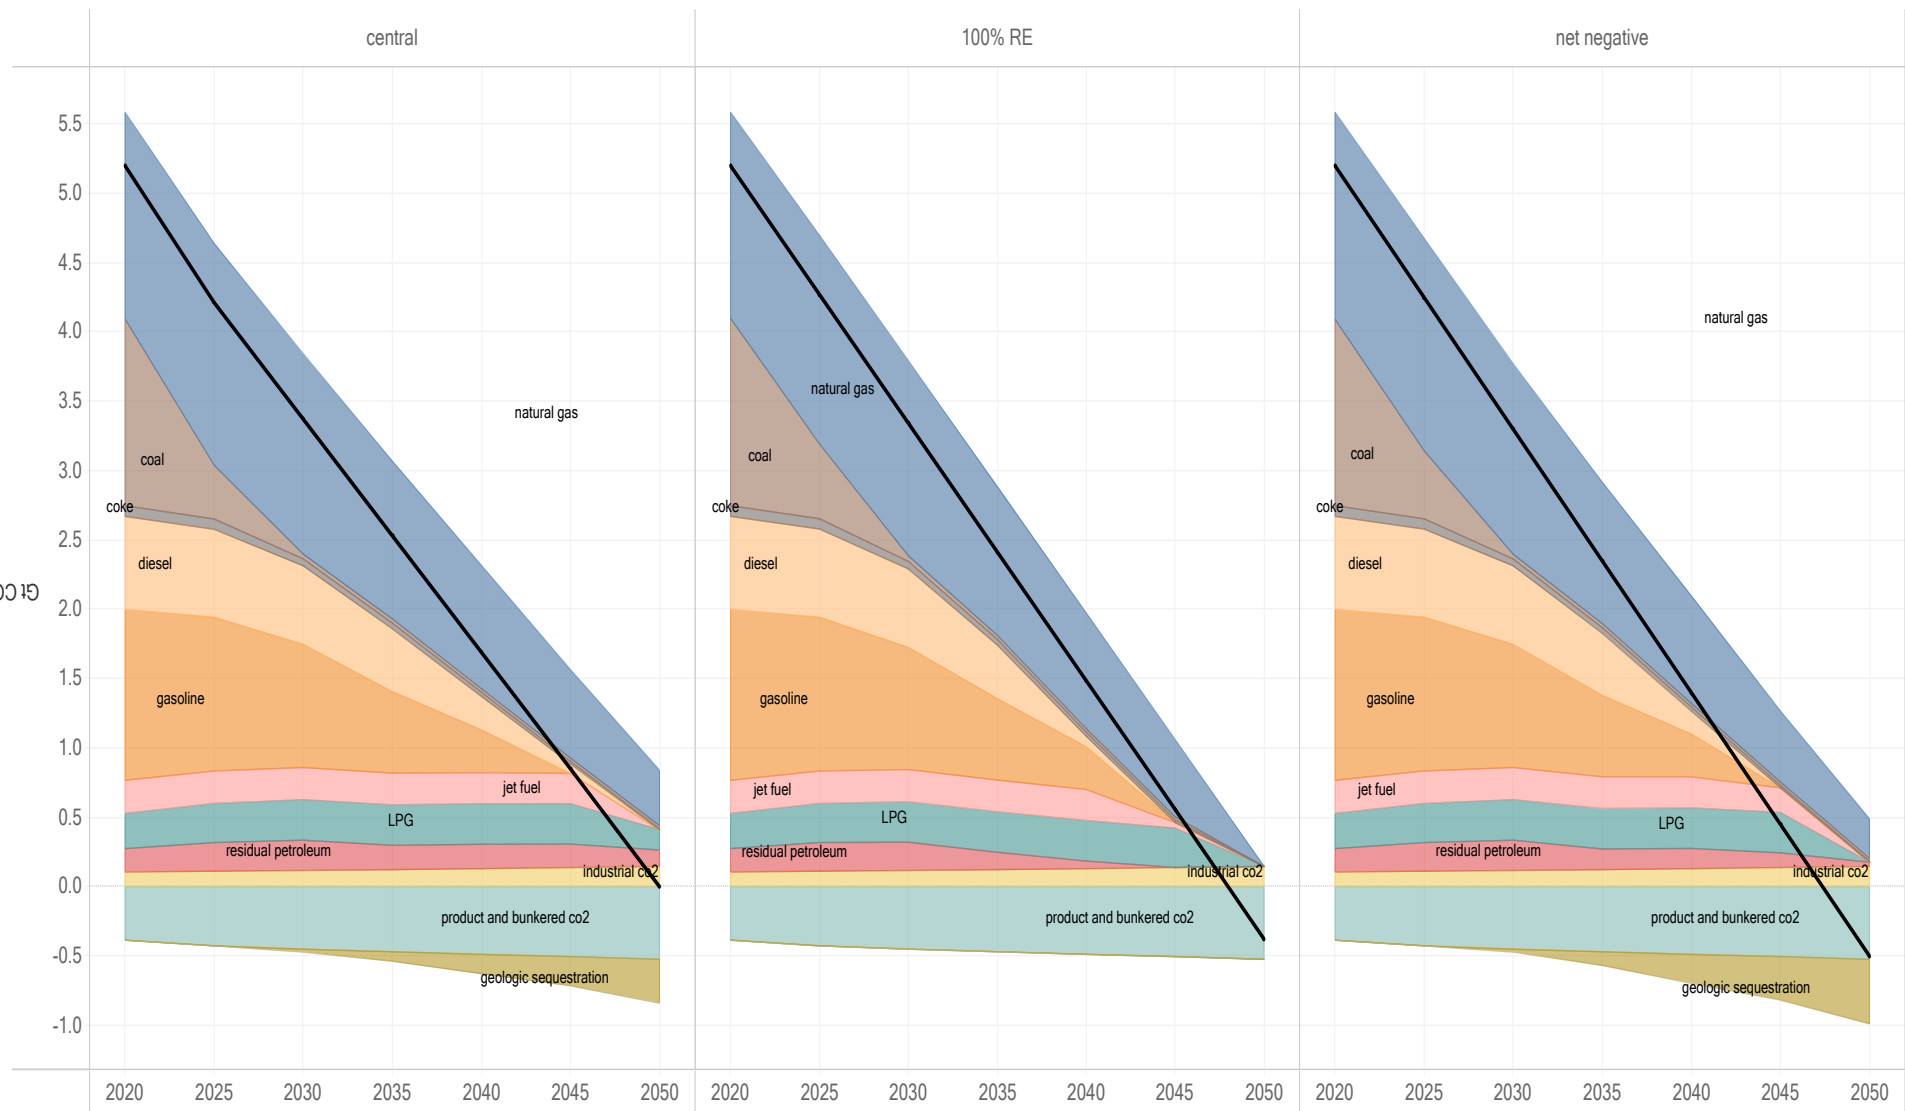 central
100% RE
net negative
5.5
5.0
4.5
4.0
3.5
3.0
2.5
2.0
1.5
1.0
0.5
0.0
-0.5
-1.0
natural gas
coal
coke
diesel
gasoline
jet fuel
LPG
residual petroleum
industrial co2
product and bunkered co2
geologic sequestration
natural gas
coal
coke
diesel
gasoline
jet fuel
LPG
residual petroleum
industrial co2
product and bunkered co2
natural gas
coal
coke
diesel
gasoline
jet fuel
LPG
residual petroleum
industrial co2
product and bunkered co2
geologic sequestration
2020 2025 2030 2035 2040 2045 2050
2020 2025 2030 2035 2040 2045 2050
2020 2025 2030 2035 2040 2045 2050